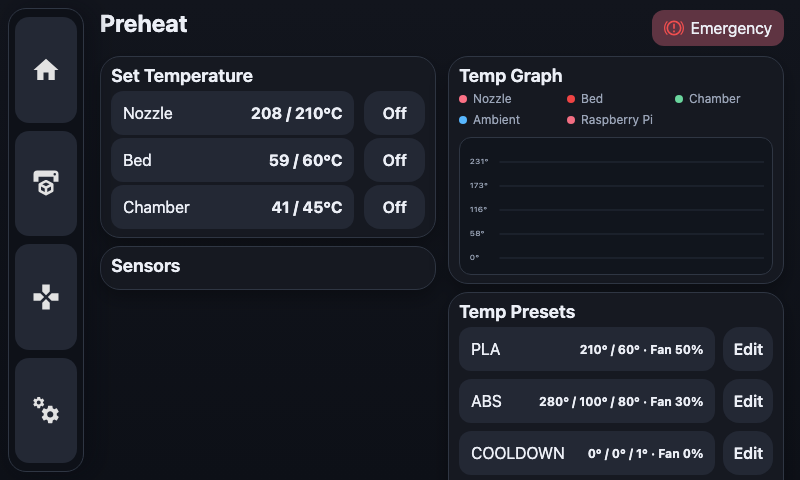 Preheat
Emergency
Set Temperature
Nozzle 208 / 210°C Off
Bed 59 / 60°C Off
Chamber 41 / 45°C Off
Sensors
Temp Graph
Nozzle Bed Chamber
Ambient Raspberry Pi
231°
173°
116°
58°
0°
Temp Presets
PLA 210° / 60° · Fan 50% Edit
ABS 280° / 100° / 80° · Fan 30% Edit
COOLDOWN 0° / 0° / 1° · Fan 0% Edit